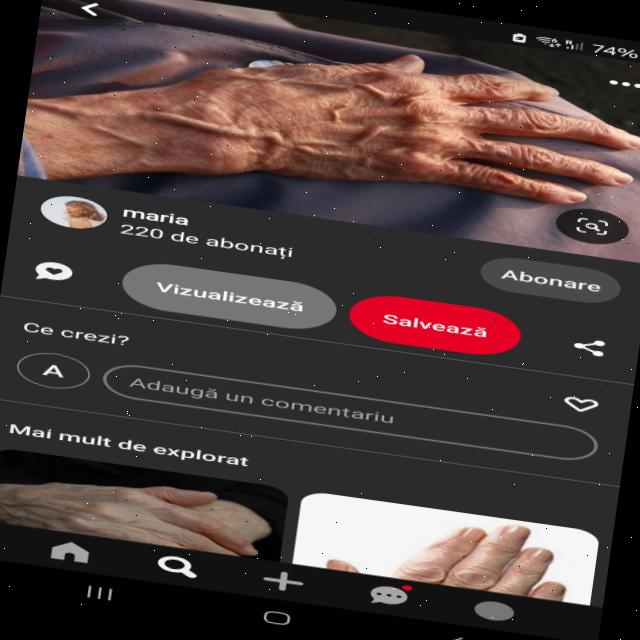 74%
maria
220 de abonați
Abonare
Vizualizează
Salvează
Ce crezi?
A
Adaugă un comentariu
Mai mult de explorat